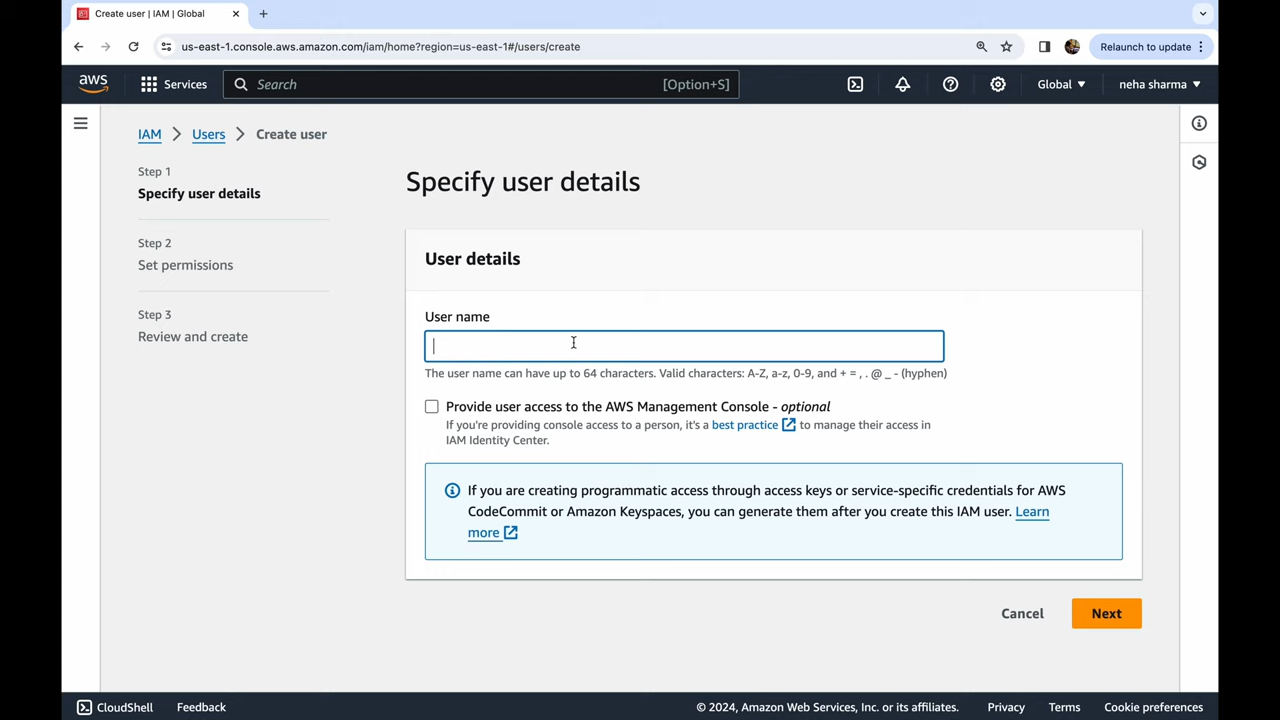 Create user | IAM | Global
us-east-1.console.aws.amazon.com/iam/home?region=us-east-1#/users/create
Relaunch to update
aws
Services
Search
[Option+S]
Global
neha sharma
IAM
Users
Create user
Step 1
Specify user details
Step 2
Set permissions
Step 3
Review and create
Specify user details
User details
User name
The user name can have up to 64 characters. Valid characters: A-Z, a-z, 0-9, and + = , . @ _ - (hyphen)
Provide user access to the AWS Management Console - optional
If you're providing console access to a person, it's a best practice to manage their access in
IAM Identity Center.
If you are creating programmatic access through access keys or service-specific credentials for AWS
CodeCommit or Amazon Keyspaces, you can generate them after you create this IAM user. Learn
more
Cancel
Next
CloudShell
Feedback
© 2024, Amazon Web Services, Inc. or its affiliates.
Privacy
Terms
Cookie preferences